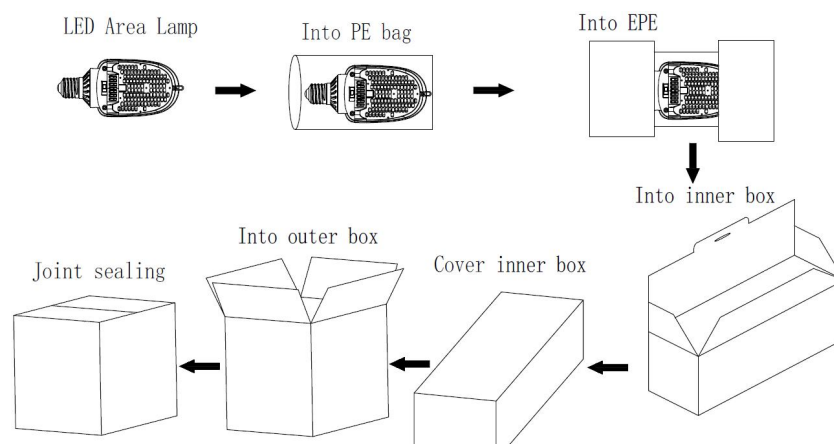 LED Area Lamp
Into PE bag
Into EPE
Into inner box
Cover inner box
Into outer box
Joint sealing